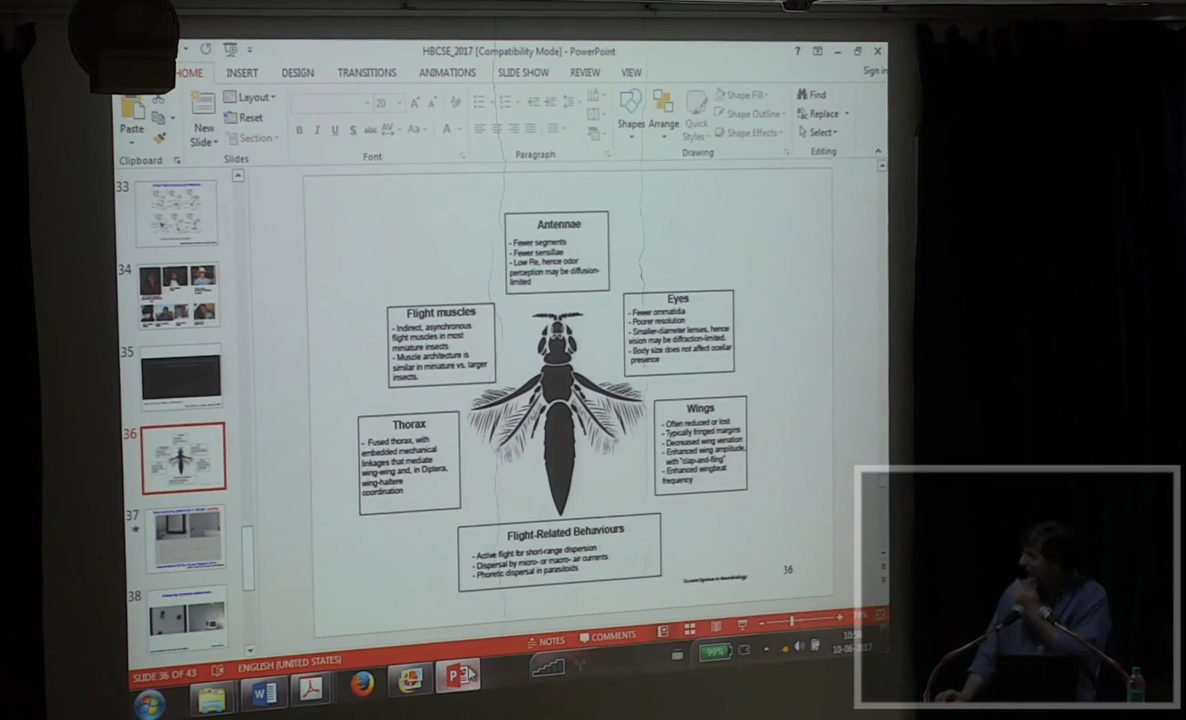 HBCSE_2017 [Compatibility Mode] - PowerPoint
?
Sign in
HOME INSERT DESIGN TRANSITIONS ANIMATIONS SLIDE SHOW REVIEW VIEW
Paste
Clipboard
New
Slide
Layout
Reset
Section
Slides
20
B I U S abc AV Aa A
Font
Paragraph
Shapes
Arrange
Quick
Styles
Shape Fill
Shape Outline
Shape Effects
Drawing
Find
Replace
Select
Editing
33
34
35
36
37
38
Antennae
- Fewer segments
- Fewer sensillae
- Low Re, hence odor
perception may be diffusion-
limited
Flight muscles
- Indirect, asynchronous
flight muscles in most
miniature insects
- Muscle architecture is
similar in miniature vs. larger
insects.
Eyes
- Fewer ommatidia
- Poorer resolution
- Smaller-diameter lenses, hence
vision may be diffraction-limited.
- Body size does not affect ocellar
presence
Thorax
- Fused thorax, with
embedded mechanical
linkages that mediate
wing-wing and, in Diptera,
wing-haltere
coordination
Wings
- Often reduced or lost
- Typically fringed margins
- Decreased wing venation
- Enhanced wing amplitude,
with "clap-and-fling"
- Enhanced wingbeat
frequency
Flight-Related Behaviours
- Active flight for short-range dispersion
- Dispersal by micro- or macro- air currents
- Phoretic dispersal in parasitoids
Current Opinion in Neurobiology
36
SLIDE 36 OF 43 ENGLISH (UNITED STATES) NOTES COMMENTS
99%
10-06-2017